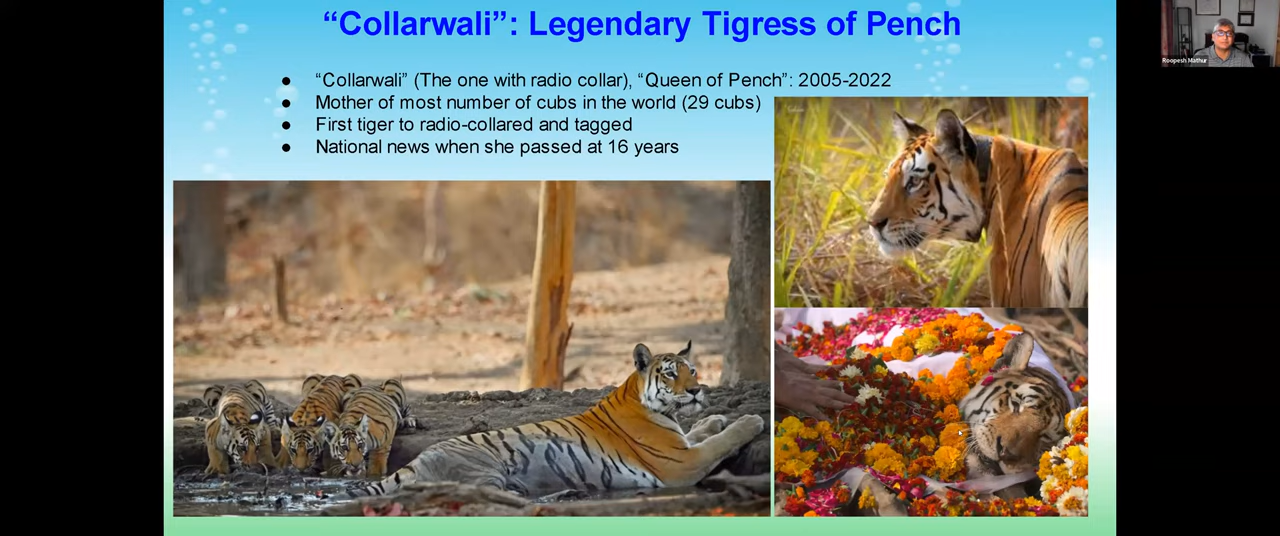 “Collarwali”: Legendary Tigress of Pench
● “Collarwali” (The one with radio collar), “Queen of Pench”: 2005-2022
● Mother of most number of cubs in the world (29 cubs)
● First tiger to radio-collared and tagged
● National news when she passed at 16 years
Roopesh Mathur